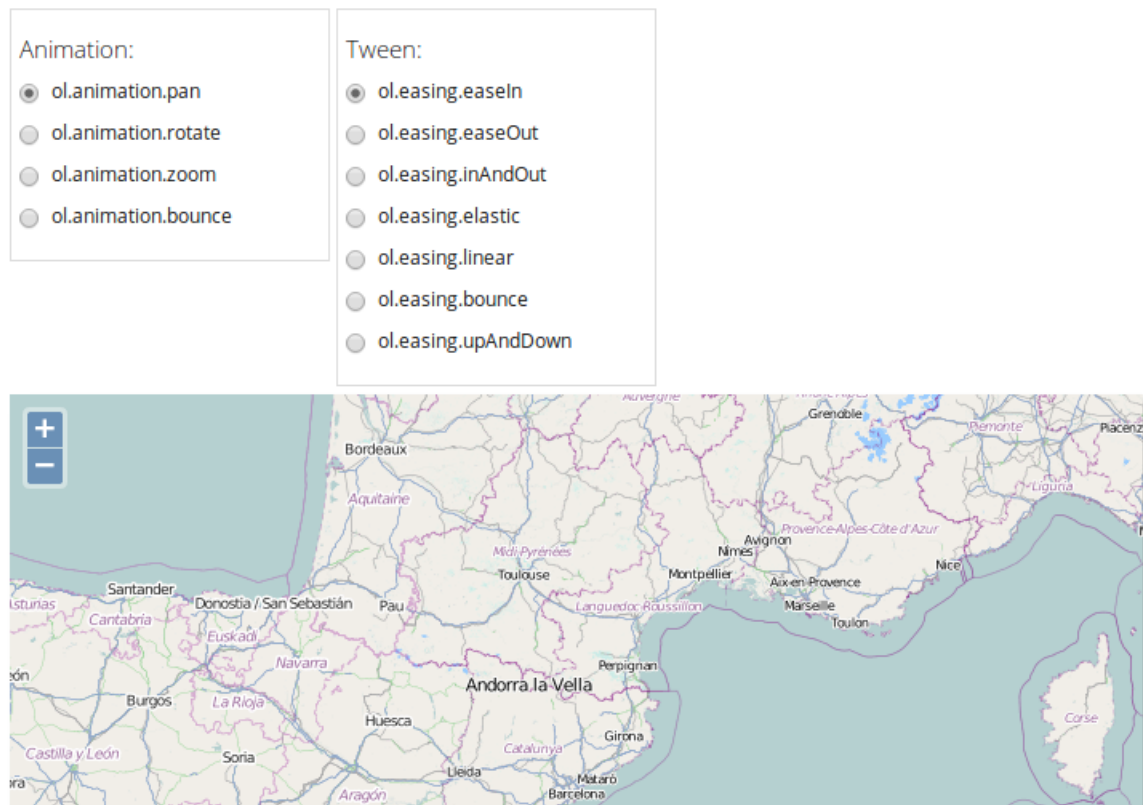 Animation:
ol.animation.pan
ol.animation.rotate
ol.animation.zoom
ol.animation.bounce
Tween:
ol.easing.easeIn
ol.easing.easeOut
ol.easing.inAndOut
ol.easing.elastic
ol.easing.linear
ol.easing.bounce
ol.easing.upAndDown
+
−
Auvergne
Grenoble
Piemonte
Piacenz
Bordeaux
Aquitaine
Liguria
Provence-Alpes-Côte d'Azur
Avignon
Nîmes
Midi-Pyrénées
Toulouse
Montpellier
Aix-en-Provence
Nice
Marseille
Toulon
Santander
Donostia / San Sebastián
Pau
Languedoc-Roussillon
Asturias
Cantabria
Euskadi
Navarra
Perpignan
Andorra la Vella
Burgos
La Rioja
Huesca
Corse
Girona
Castilla y León
Soria
Catalunya
Lleida
Mataró
Aragón
Barcelona